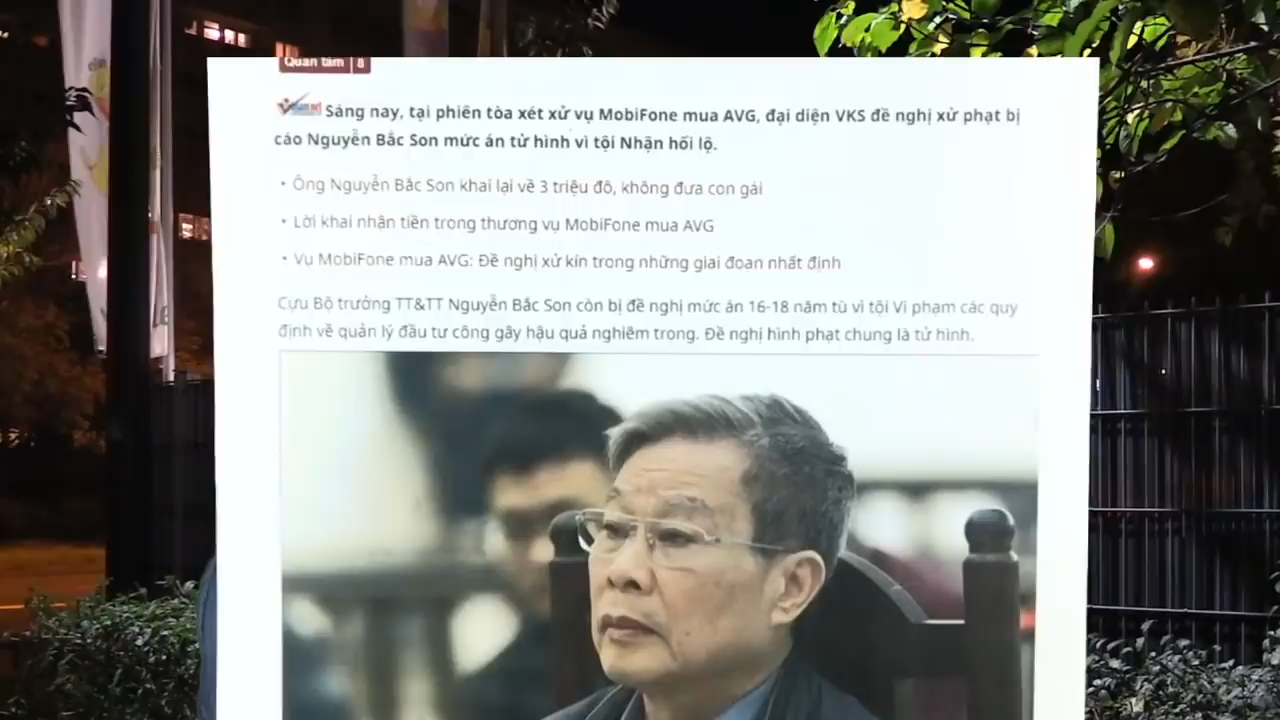 Quan tâm 8
Sáng nay, tại phiên tòa xét xử vụ MobiFone mua AVG, đại diện VKS đề nghị xử phạt bị
cáo Nguyễn Bắc Son mức án tử hình vì tội Nhận hối lộ.
• Ông Nguyễn Bắc Son khai lại về 3 triệu đô, không đưa con gái
• Lời khai nhận tiền trong thương vụ MobiFone mua AVG
• Vụ MobiFone mua AVG: Đề nghị xử kín trong những giai đoạn nhất định
Cựu Bộ trưởng TT&TT Nguyễn Bắc Son còn bị đề nghị mức án 16-18 năm tù vì tội Vi phạm các quy
định về quản lý đầu tư công gây hậu quả nghiêm trọng. Đề nghị hình phạt chung là tử hình.